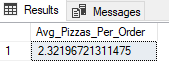 Results Messages
Avg_Pizzas_Per_Order
1 2.32196721311475